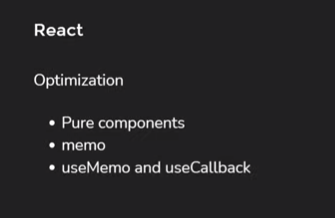 React
Optimization
• Pure components
• memo
• useMemo and useCallback